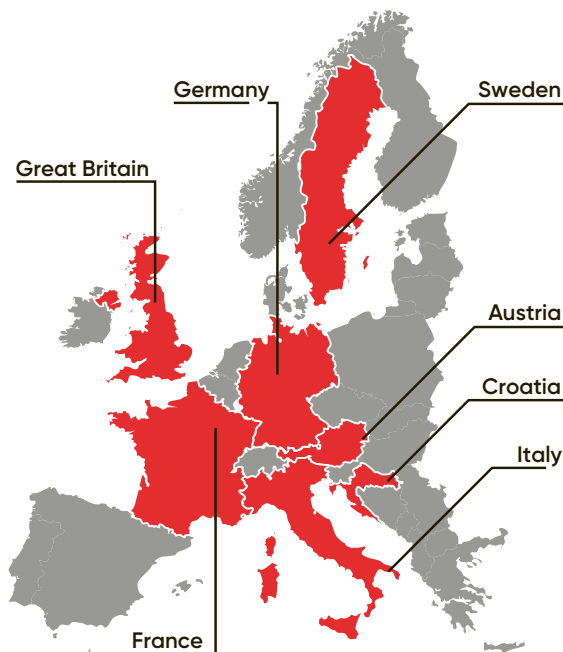 Germany
Sweden
Great Britain
Austria
Croatia
Italy
France